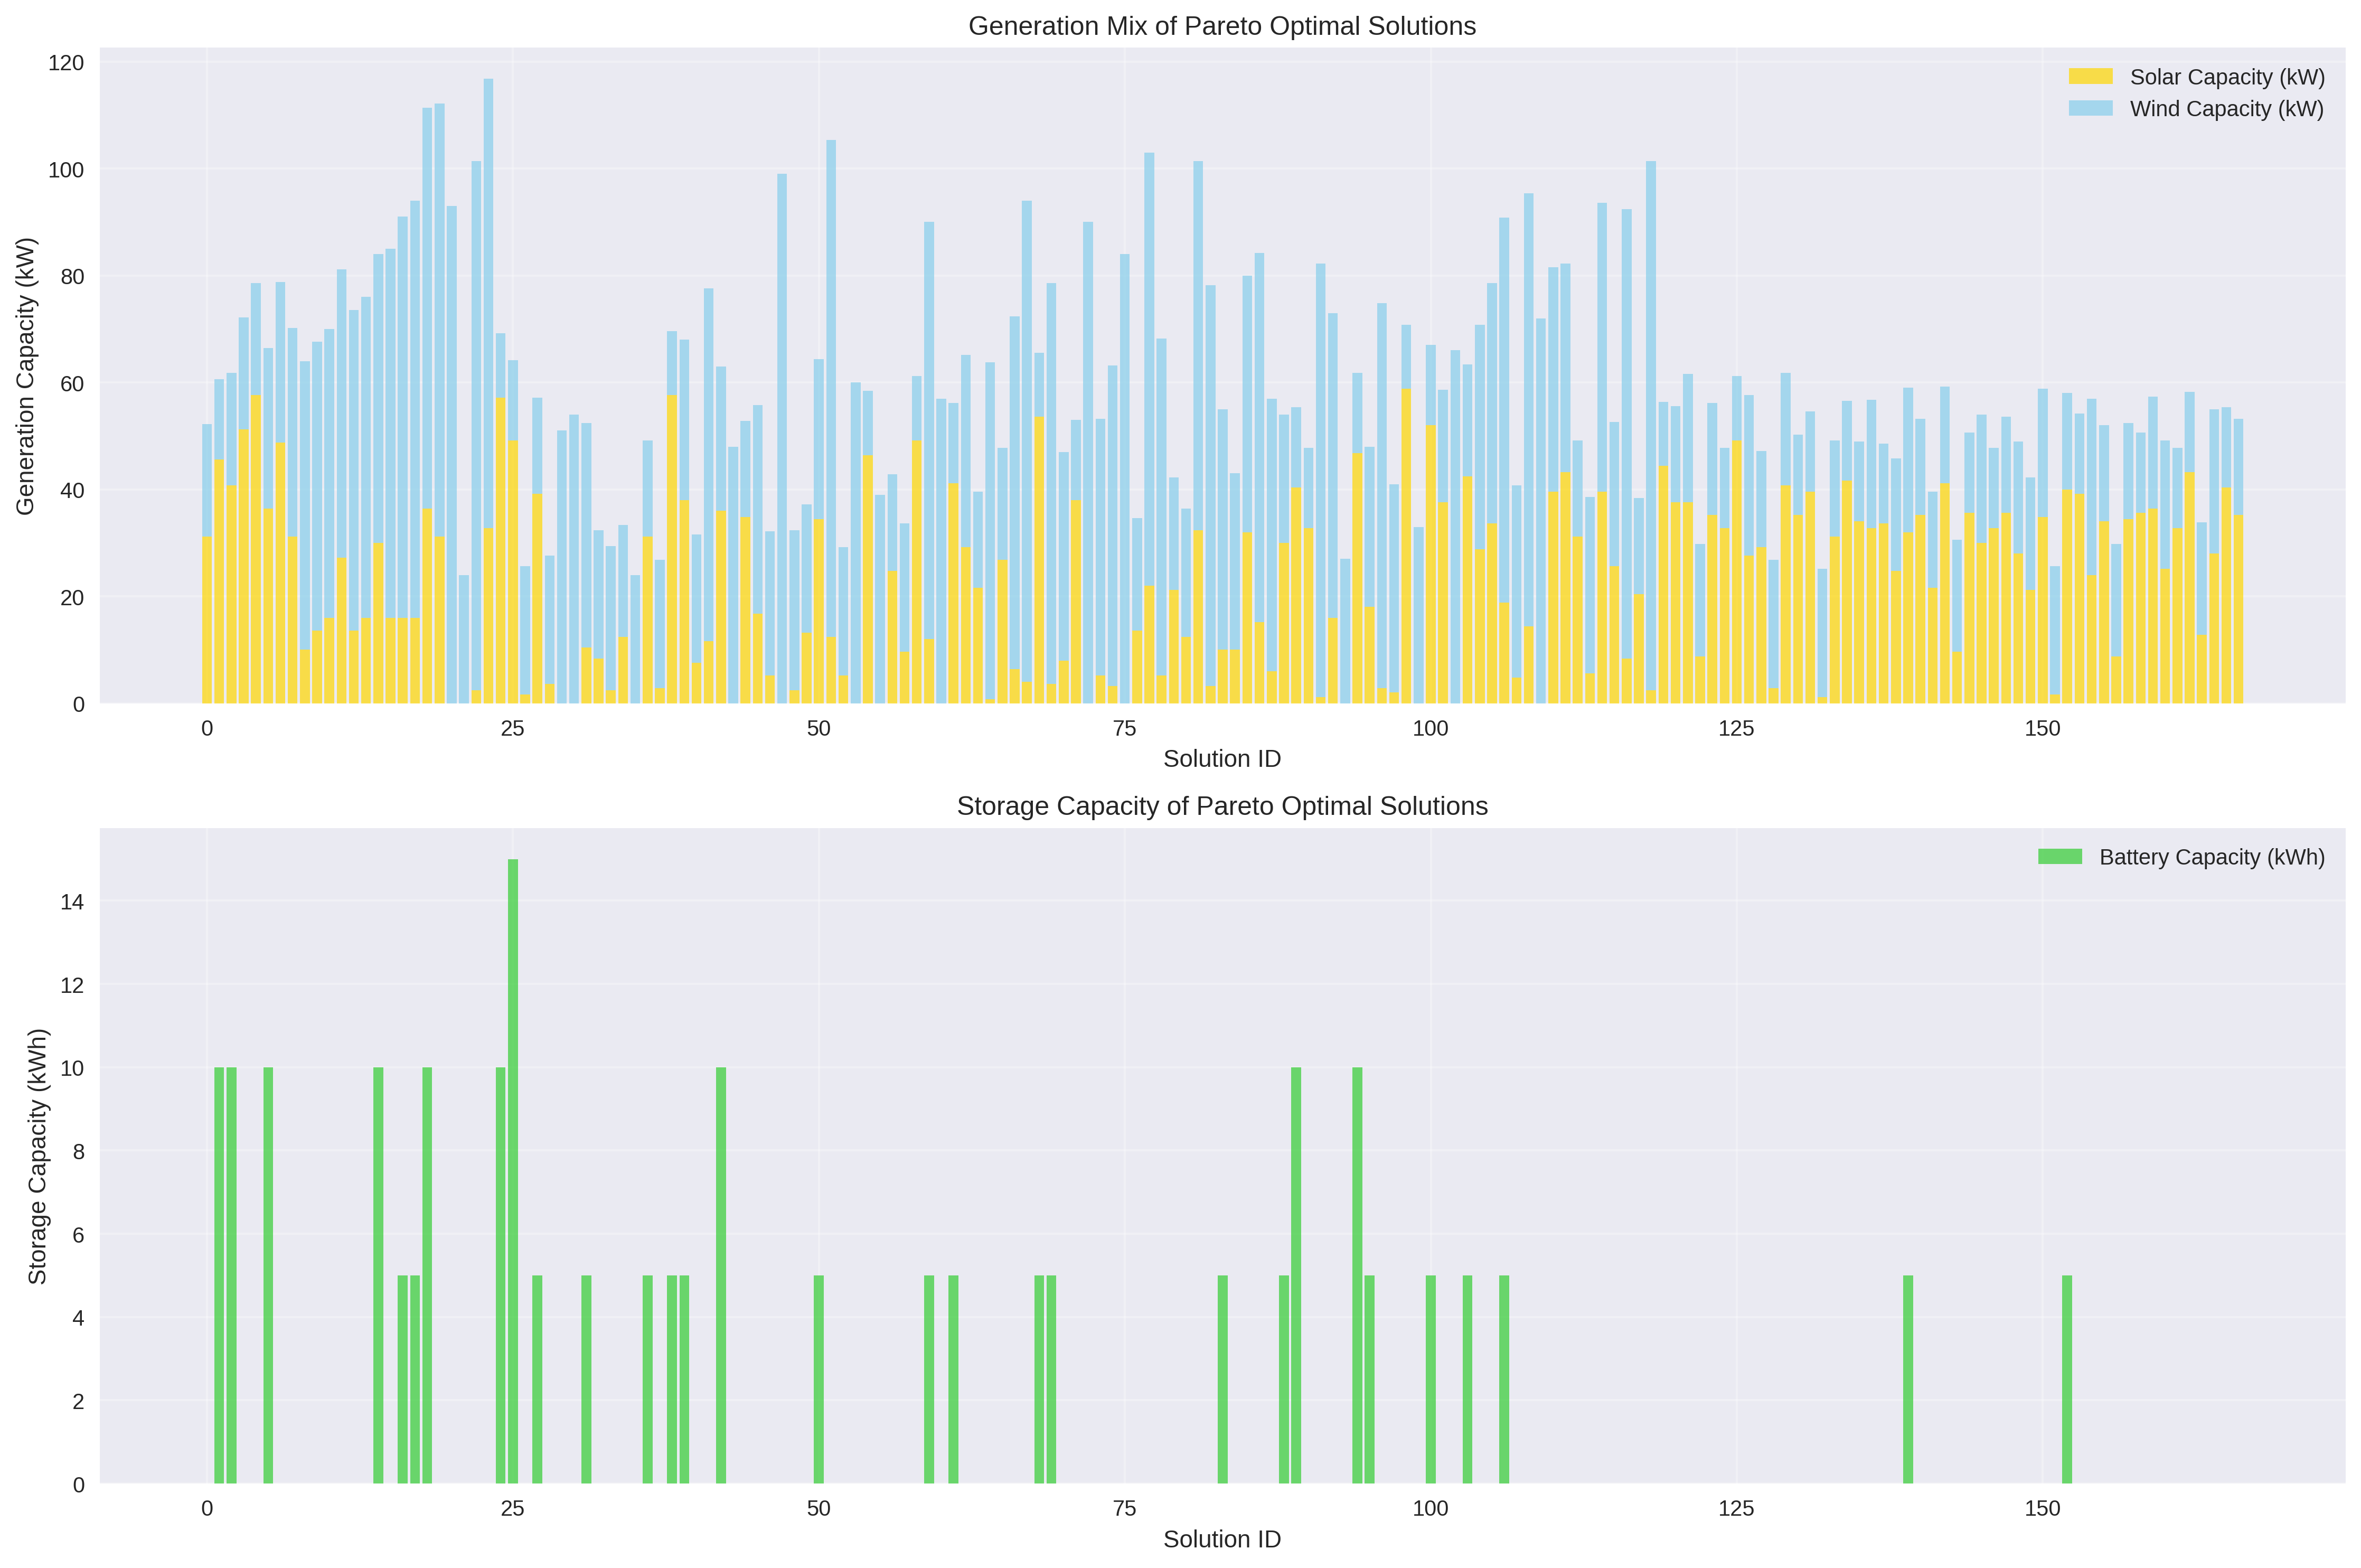 Generation Mix of Pareto Optimal Solutions
120
100
80
60
40
20
0
Generation Capacity (kW)
Solar Capacity (kW)
Wind Capacity (kW)
0 25 50 75 100 125 150
Solution ID
Storage Capacity of Pareto Optimal Solutions
14
12
10
8
6
4
2
0
Storage Capacity (kWh)
Battery Capacity (kWh)
0 25 50 75 100 125 150
Solution ID